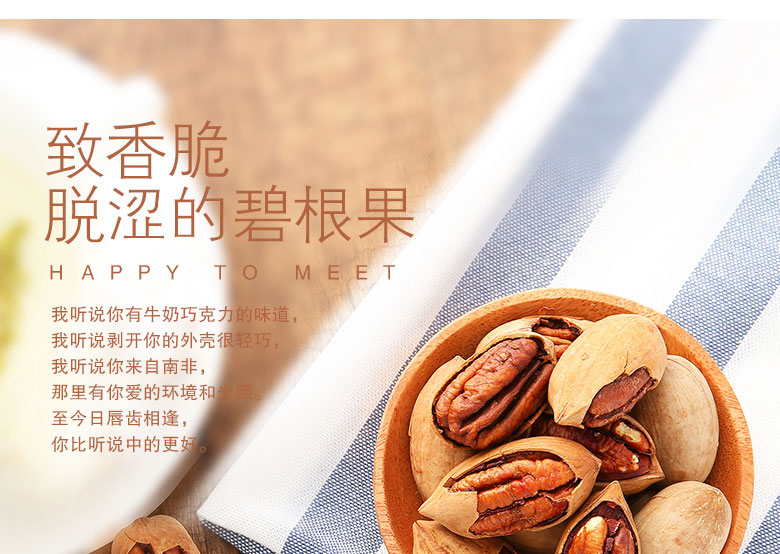 致香脆
脱涩的碧根果
HAPPY TO MEET
我听说你有牛奶巧克力的味道，
我听说剥开你的外壳很轻巧，
我听说你来自南非，
那里有你爱的环境和光照。
至今日唇齿相逢，
你比听说中的更好。